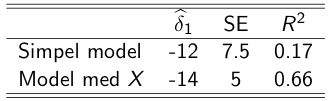 δ̂₁ SE R²
Simpel model -12 7.5 0.17
Model med X -14 5 0.66